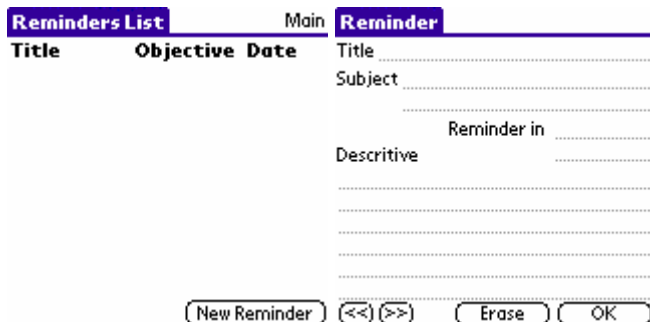 Reminders List Main
Title Objective Date
New Reminder
Reminder
Title
Subject
Reminder in
Descritive
<< >> Erase OK